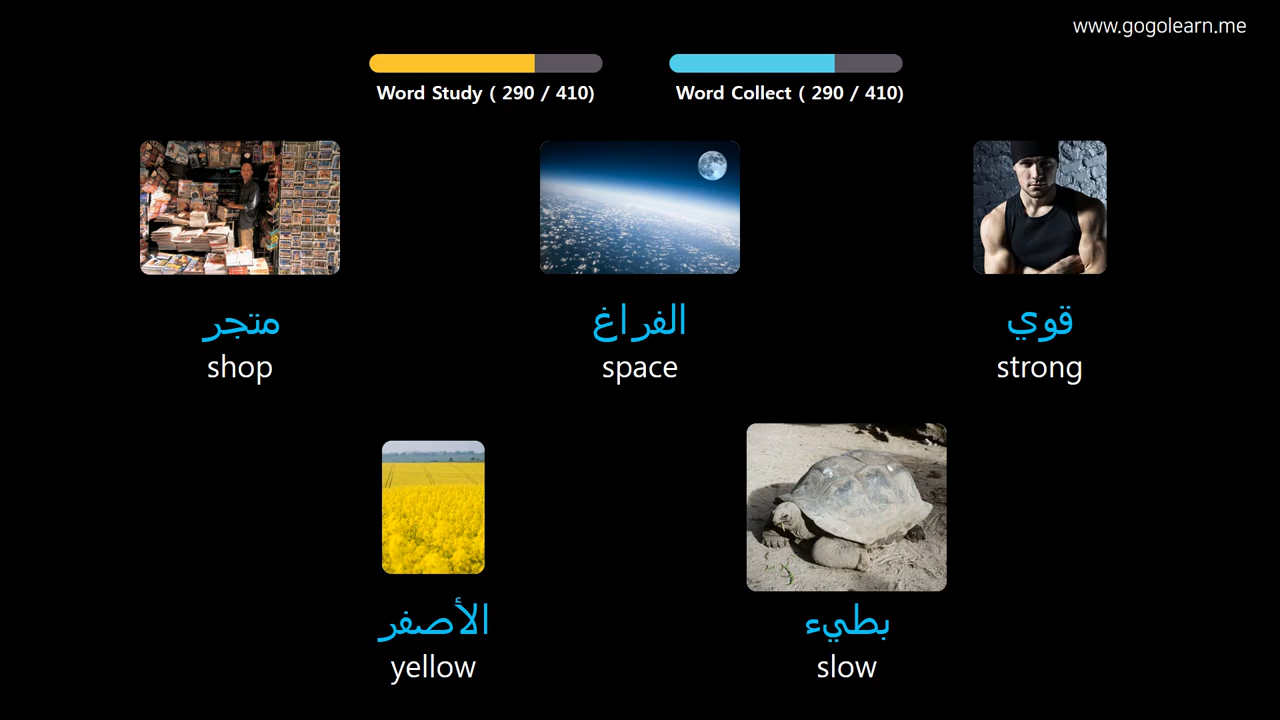 www.gogolearn.me
Word Study ( 290 / 410)
Word Collect ( 290 / 410)
متجر
shop
الفراغ
space
قوي
strong
الأصفر
yellow
بطيء
slow